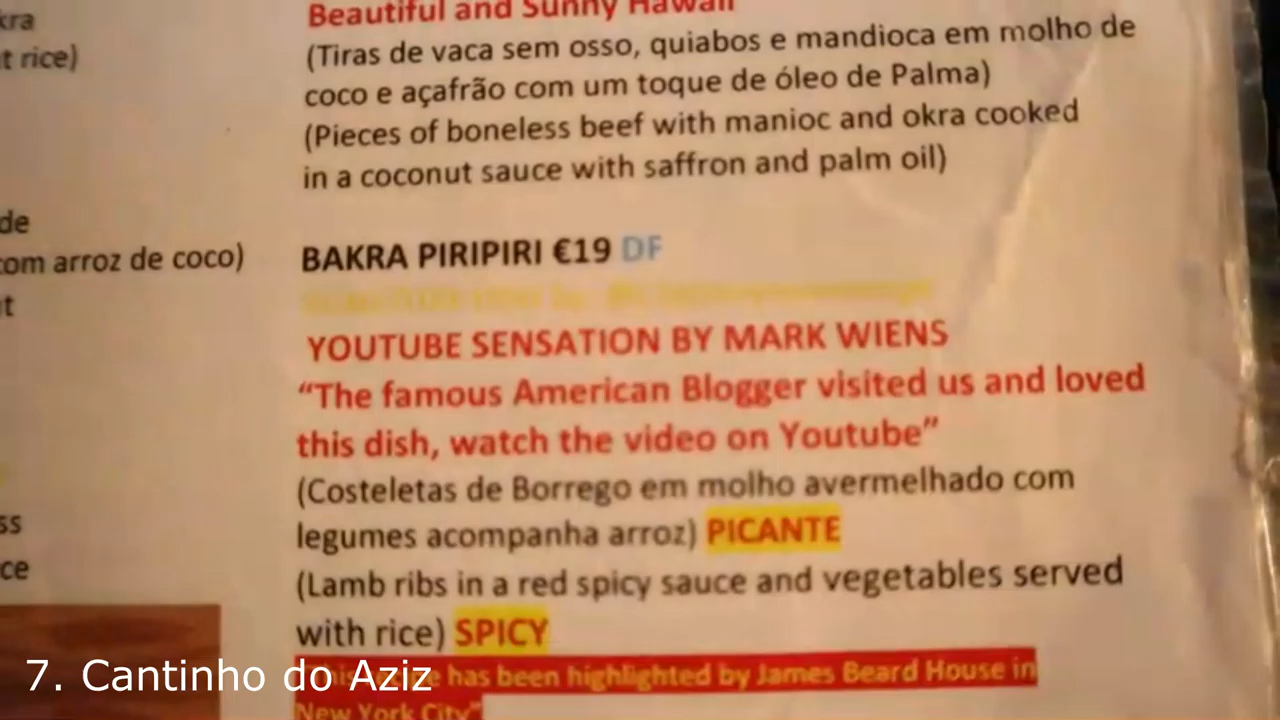 kra
t rice)
de
com arroz de coco)
t
ss
ce
Beautiful and Sunny Hawaii
(Tiras de vaca sem osso, quiabos e mandioca em molho de
coco e açafrão com um toque de óleo de Palma)
(Pieces of boneless beef with manioc and okra cooked
in a coconut sauce with saffron and palm oil)
BAKRA PIRIPIRI €19 DF
YOUTUBE SENSATION BY MARK WIENS
“The famous American Blogger visited us and loved
this dish, watch the video on Youtube”
(Costeletas de Borrego em molho avermelhado com
legumes acompanha arroz) PICANTE
(Lamb ribs in a red spicy sauce and vegetables served
with rice) SPICY
has been highlighted by James Beard House in
New York City”
7. Cantinho do Aziz